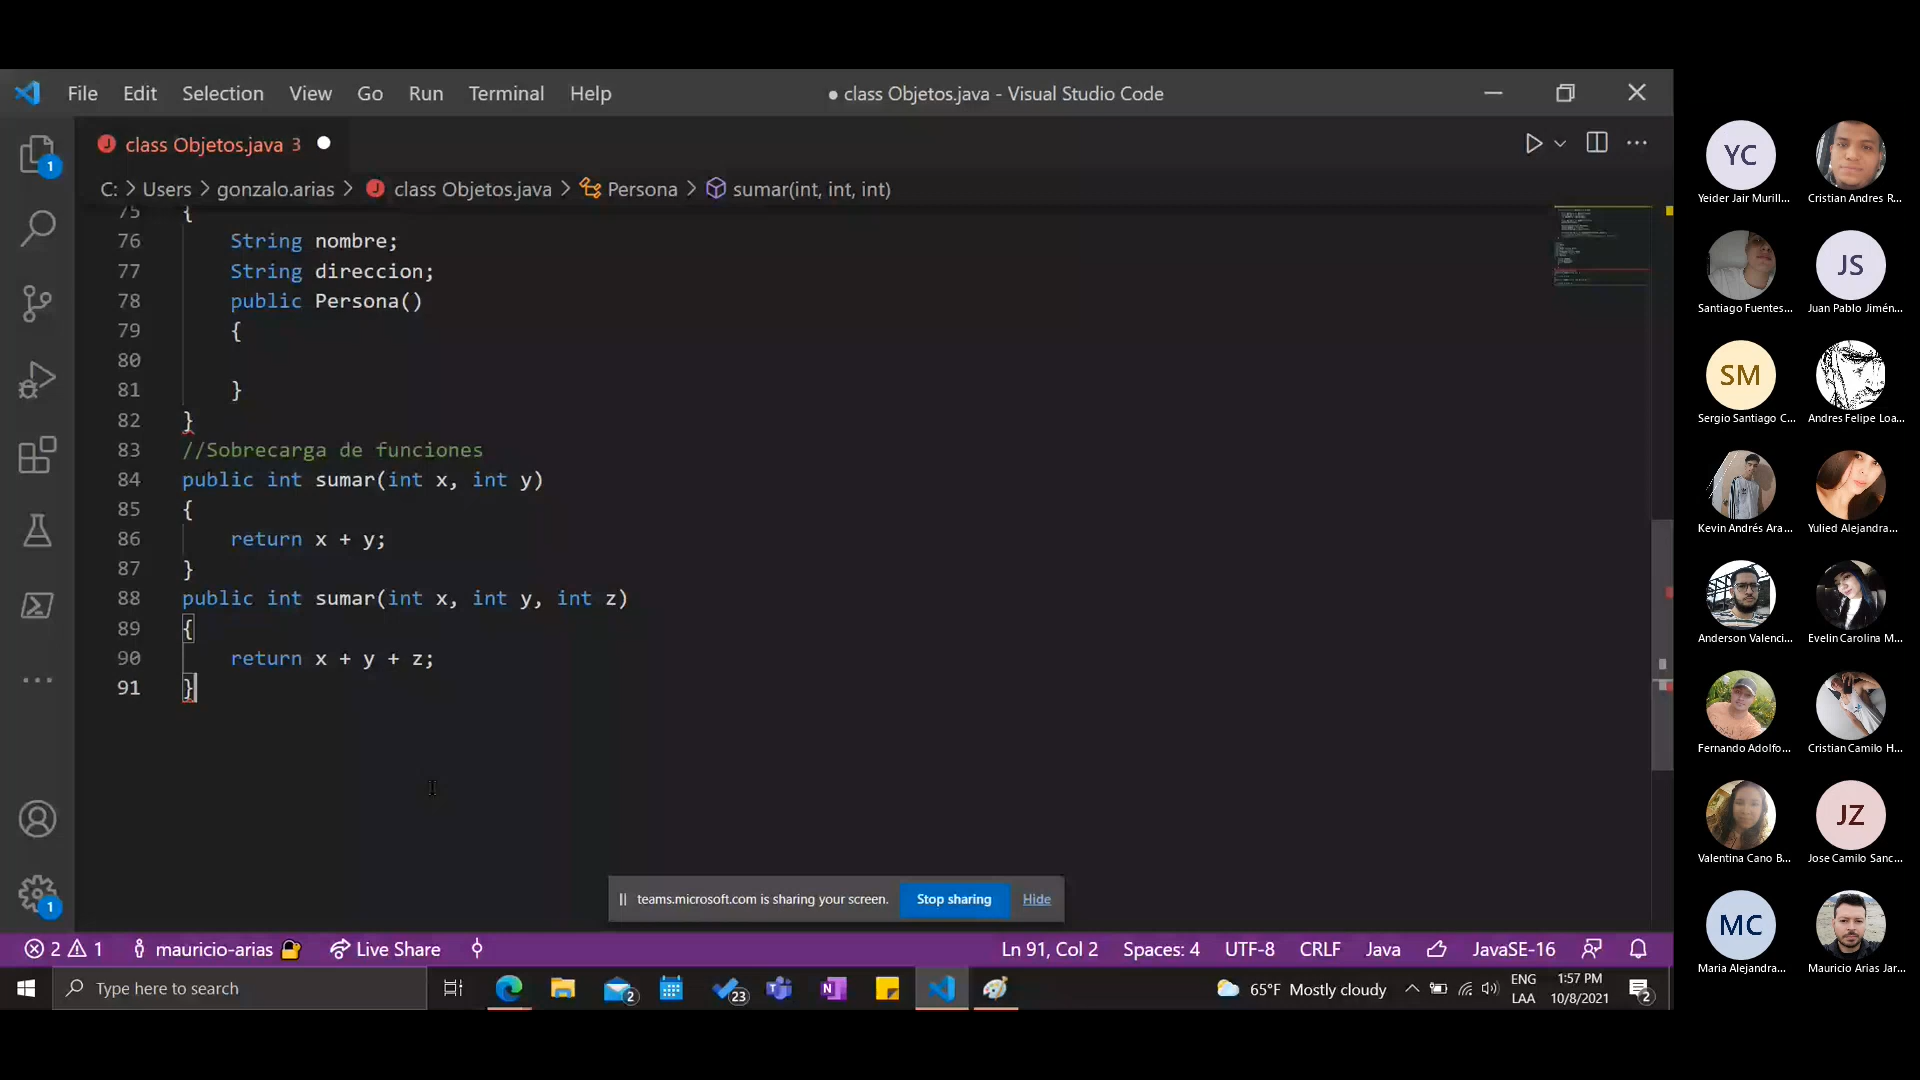 File Edit Selection View Go Run Terminal Help
● class Objetos.java - Visual Studio Code
class Objetos.java 3
C: > Users > gonzalo.arias > class Objetos.java > Persona > sumar(int, int, int)
75 {
76 String nombre;
77 String direccion;
78 public Persona()
79 {
80
81 }
82 }
83 //Sobrecarga de funciones
84 public int sumar(int x, int y)
85 {
86 return x + y;
87 }
88 public int sumar(int x, int y, int z)
89 {
90 return x + y + z;
91 }
1
1
teams.microsoft.com is sharing your screen. Stop sharing Hide
2 1 mauricio-arias Live Share Ln 91, Col 2 Spaces: 4 UTF-8 CRLF Java JavaSE-16
Type here to search
2
23
65°F Mostly cloudy
ENG
LAA
1:57 PM
10/8/2021
2
YC
Yeider Jair Murill...
Cristian Andres R...
Santiago Fuentes...
JS
Juan Pablo Jimén...
SM
Sergio Santiago C...
Andres Felipe Loa...
Kevin Andrés Ara...
Yulied Alejandra...
Anderson Valenci...
Evelin Carolina M...
Fernando Adolfo...
Cristian Camilo H...
Valentina Cano B...
JZ
Jose Camilo Sanc...
MC
Maria Alejandra...
Mauricio Arias Jar...